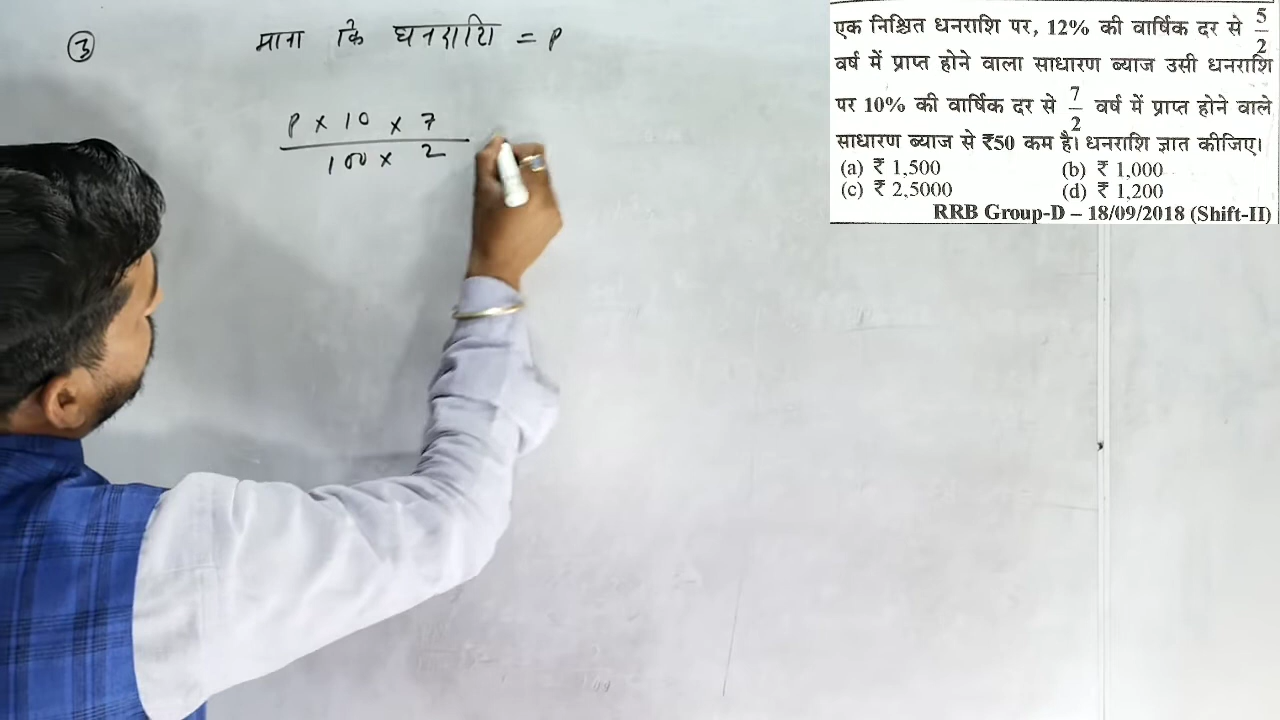 ③ माना कि धनराशि = P
P × 10 × 7
100 × 2
एक निश्चित धनराशि पर, 12% की वार्षिक दर से 5/2
वर्ष में प्राप्त होने वाला साधारण ब्याज उसी धनराशि
पर 10% की वार्षिक दर से 7/2 वर्ष में प्राप्त होने वाले
साधारण ब्याज से ₹50 कम है। धनराशि ज्ञात कीजिए।
(a) ₹ 1,500 (b) ₹ 1,000
(c) ₹ 2,5000 (d) ₹ 1,200
RRB Group-D – 18/09/2018 (Shift-II)